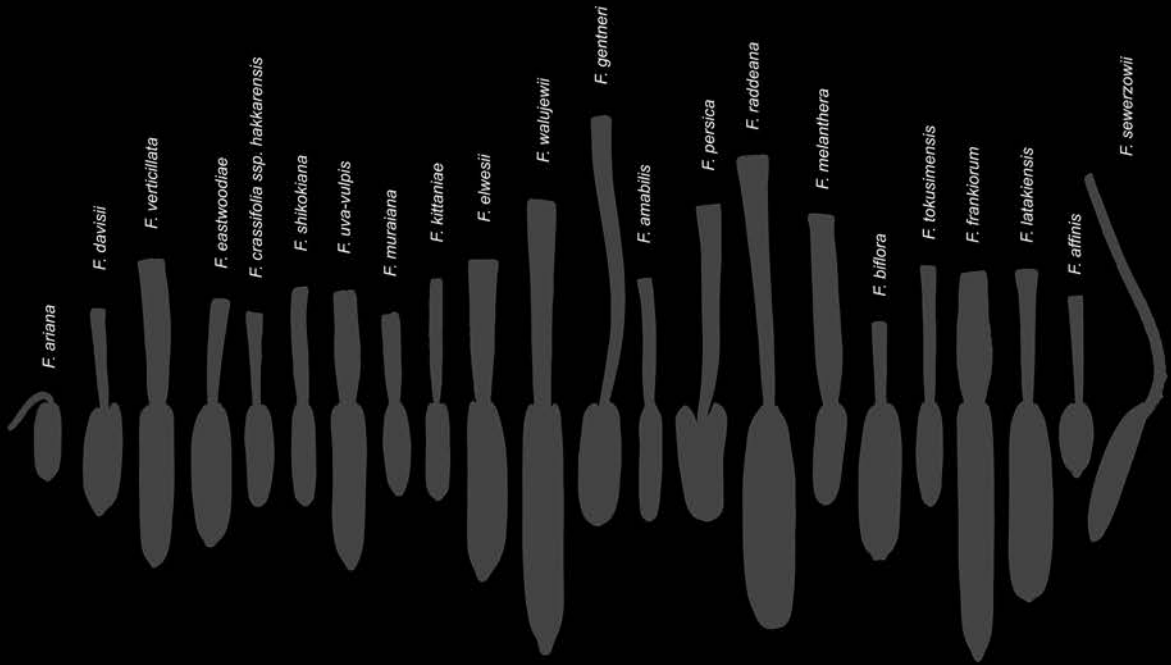 F. ariana
F. davisii
F. verticillata
F. eastwoodiae
F. crassifolia ssp. hakkarensis
F. shikokiana
F. uva-vulpis
F. muraiana
F. kittaniae
F. elwesii
F. walujewii
F. gentneri
F. amabilis
F. persica
F. raddeana
F. melanthera
F. biflora
F. tokusimensis
F. frankiorum
F. latakiensis
F. affinis
F. sewerzowii